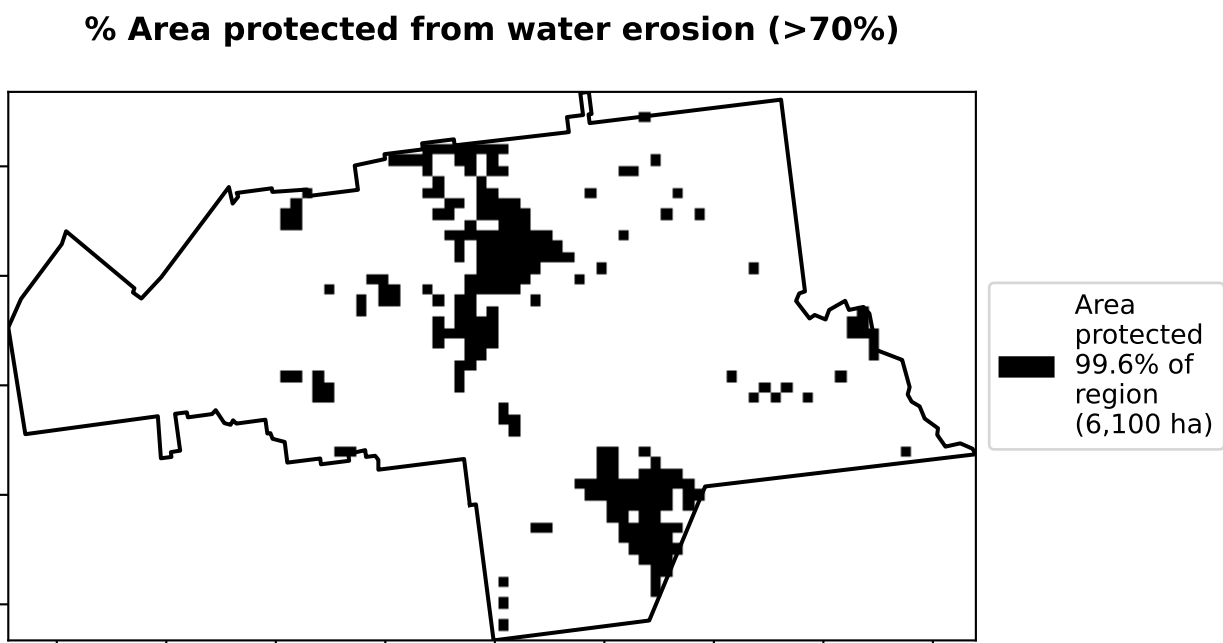 % Area protected from water erosion (>70%)
Area
protected
99.6% of
region
(6,100 ha)